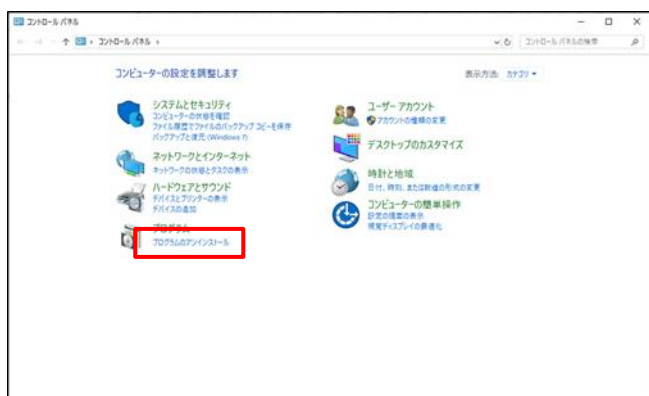 コントロール パネル
コントロール パネル
コントロール パネルの検索
コンピューターの設定を調整します
表示方法: カテゴリ
システムとセキュリティ
コンピューターの状態を確認
ファイル履歴でファイルのバックアップ コピーを保存
バックアップと復元 (Windows 7)
ネットワークとインターネット
ネットワークの状態とタスクの表示
ハードウェアとサウンド
デバイスとプリンターの表示
デバイスの追加
プログラム
プログラムのアンインストール
ユーザー アカウント
アカウントの種類の変更
デスクトップのカスタマイズ
時計と地域
日付、時刻、または数値の形式の変更
コンピューターの簡単操作
設定の提案の表示
視覚ディスプレイの最適化